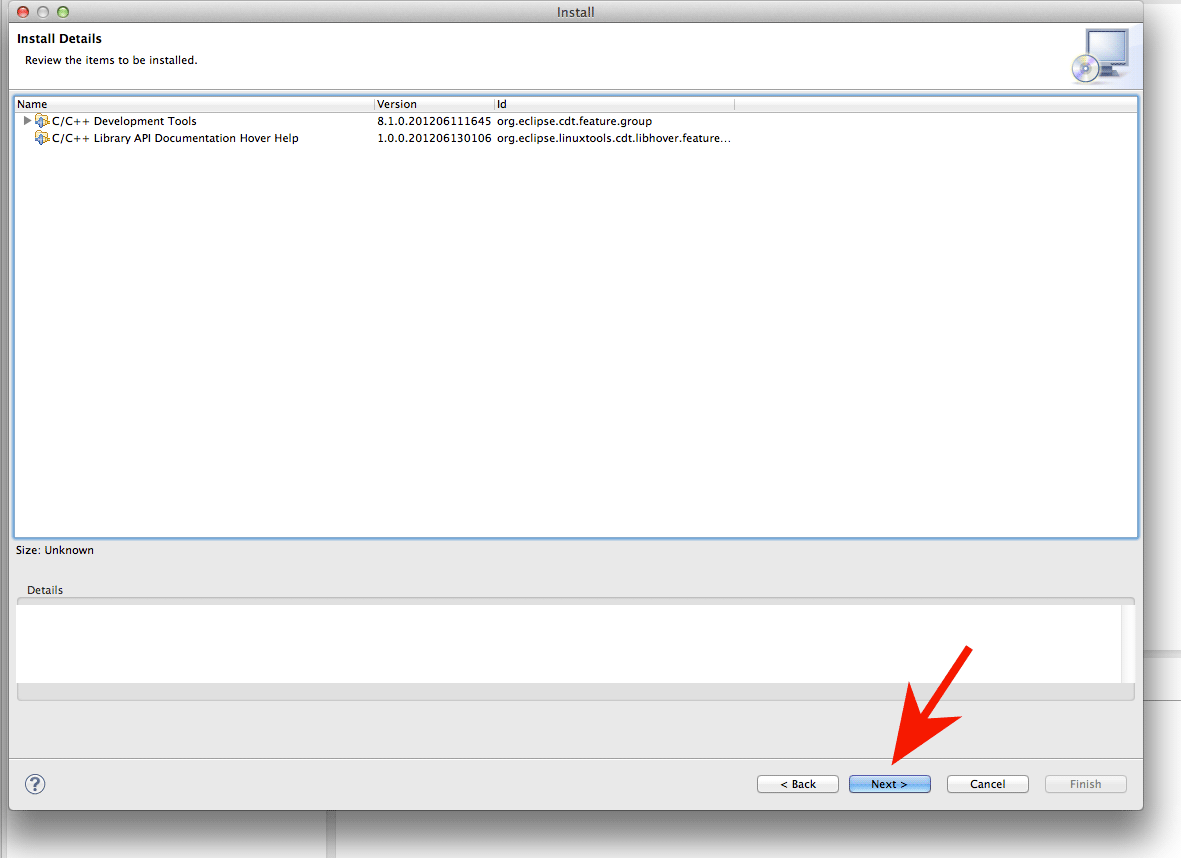 Install
Install Details
Review the items to be installed.
Name Version Id
C/C++ Development Tools 8.1.0.201206111645 org.eclipse.cdt.feature.group
C/C++ Library API Documentation Hover Help 1.0.0.201206130106 org.eclipse.linuxtools.cdt.libhover.feature...
Size: Unknown
Details
? < Back Next > Cancel Finish